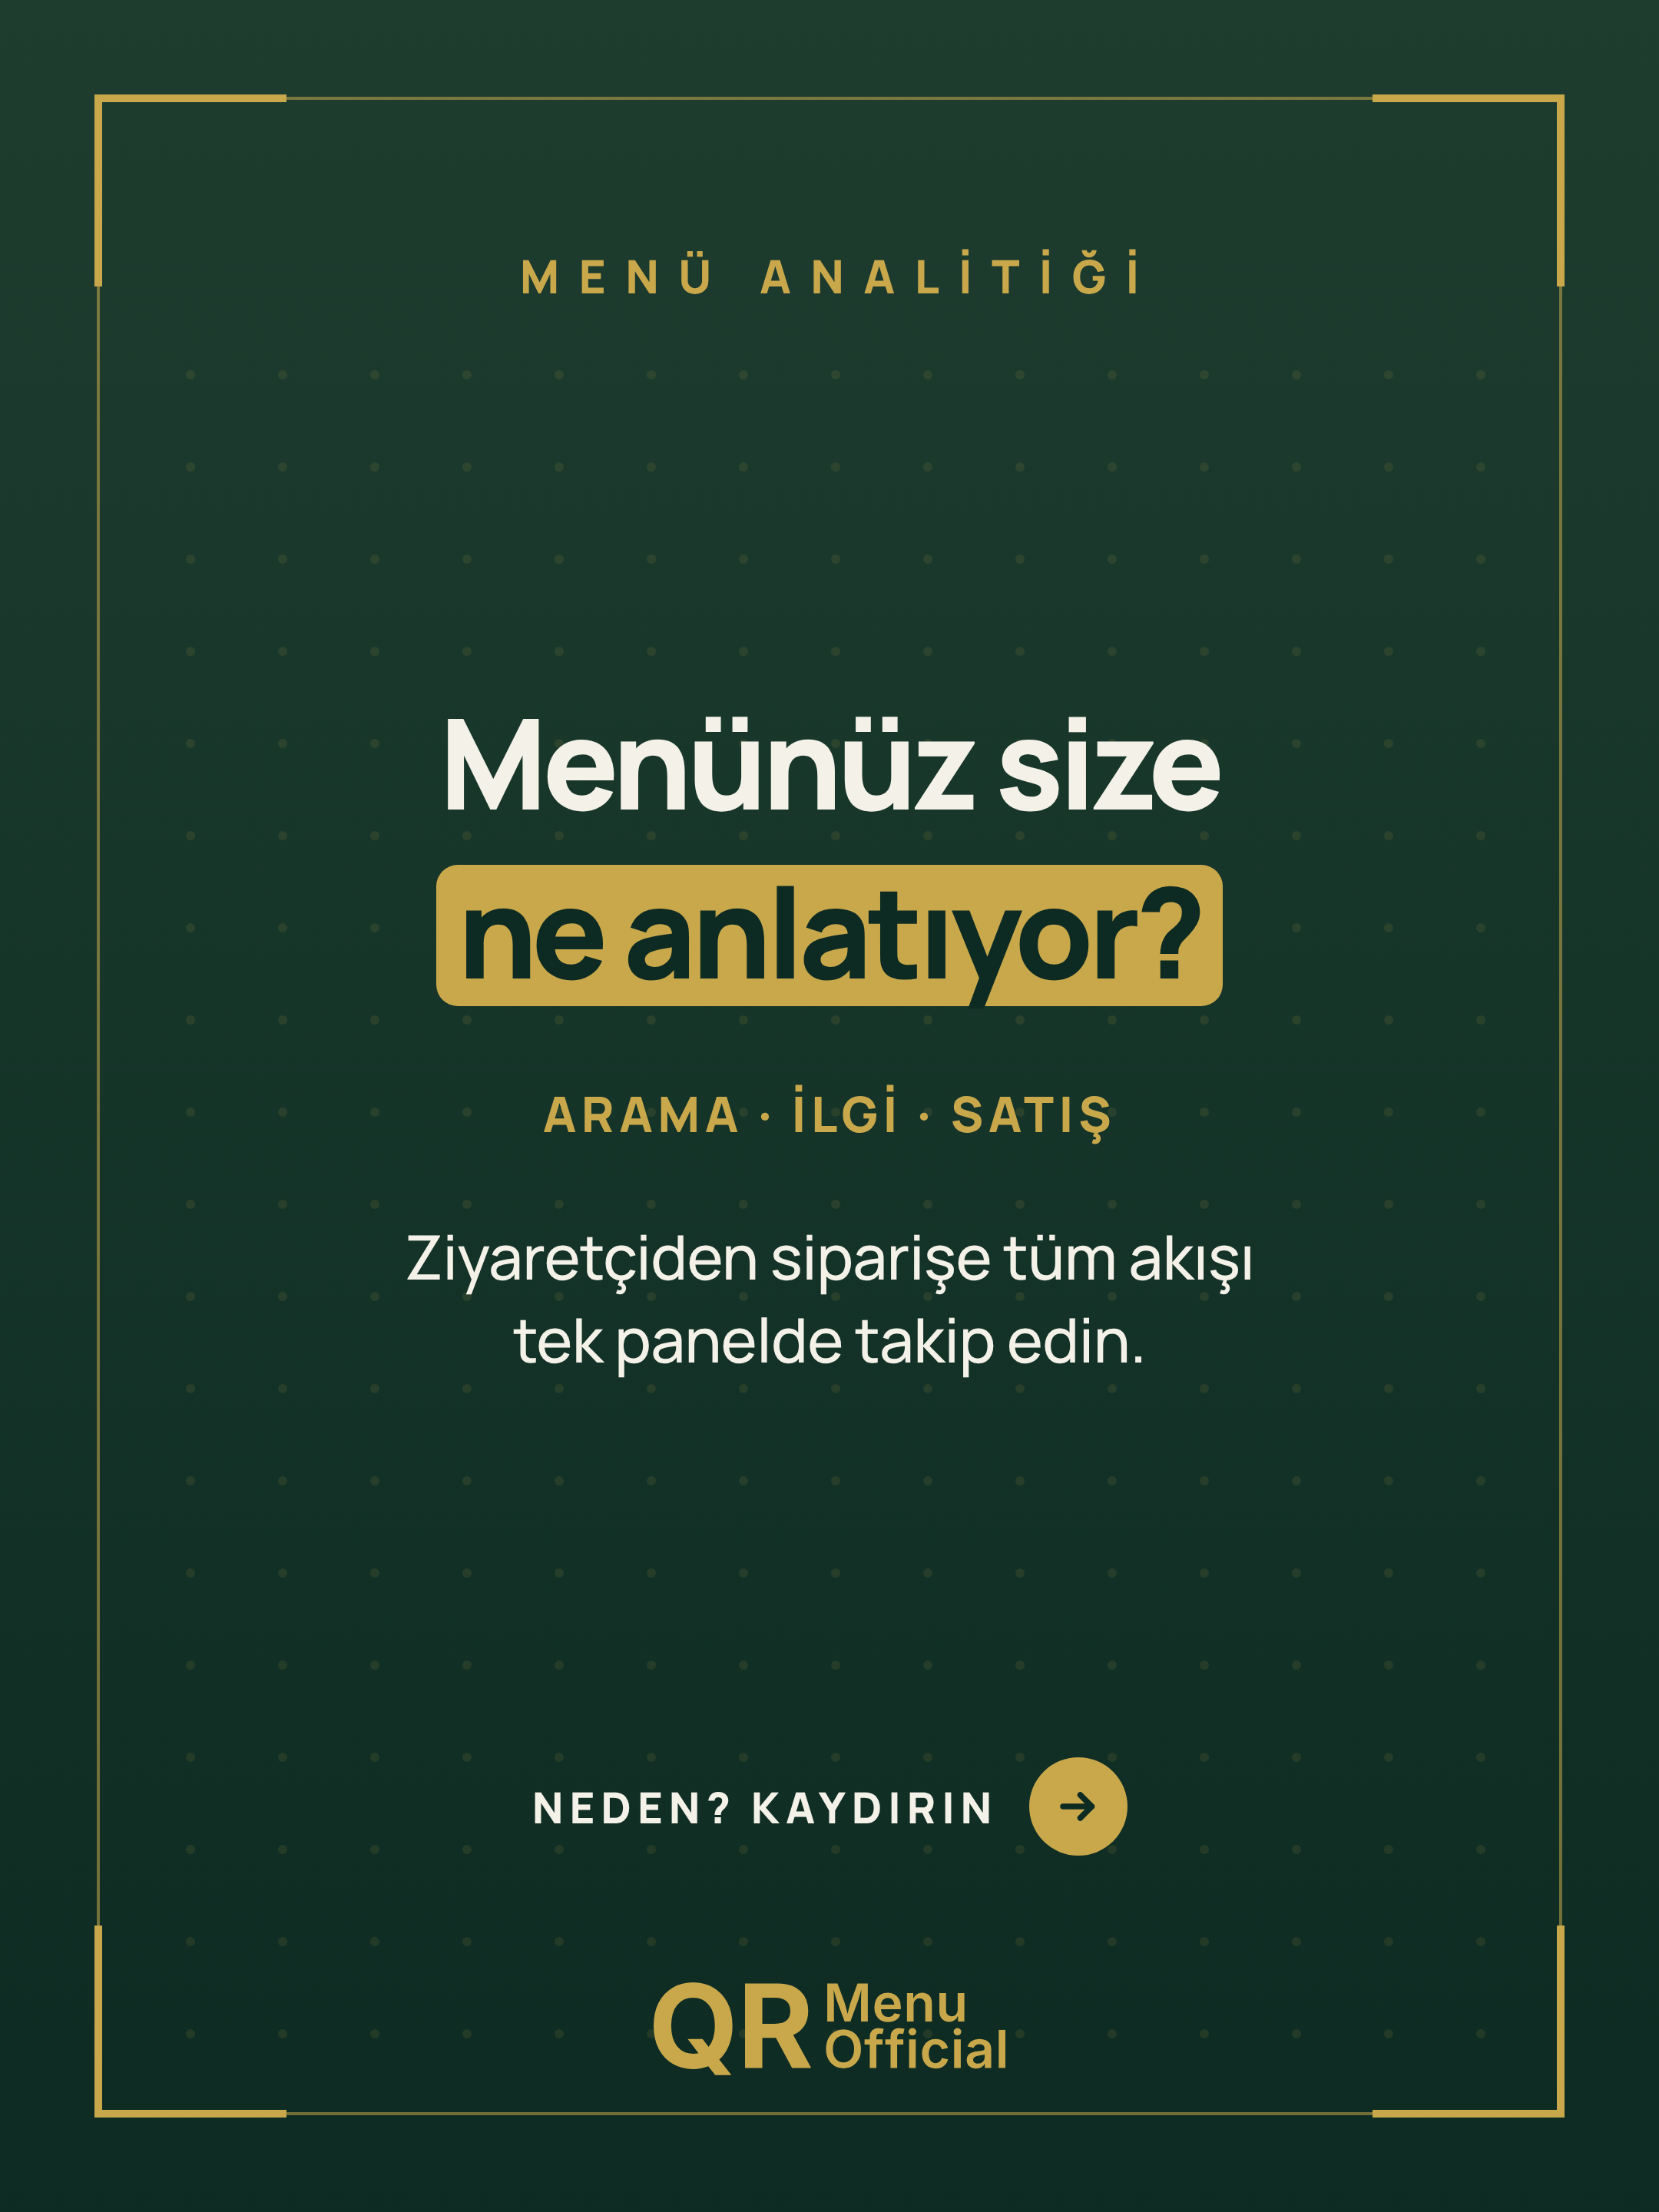 MENÜ ANALİTİĞİ
Menünüz size
ne anlatıyor?
ARAMA · İLGİ · SATIŞ
Ziyaretçiden siparişe tüm akışı
tek panelde takip edin.
NEDEN? KAYDIRIN
QR Menu
Official